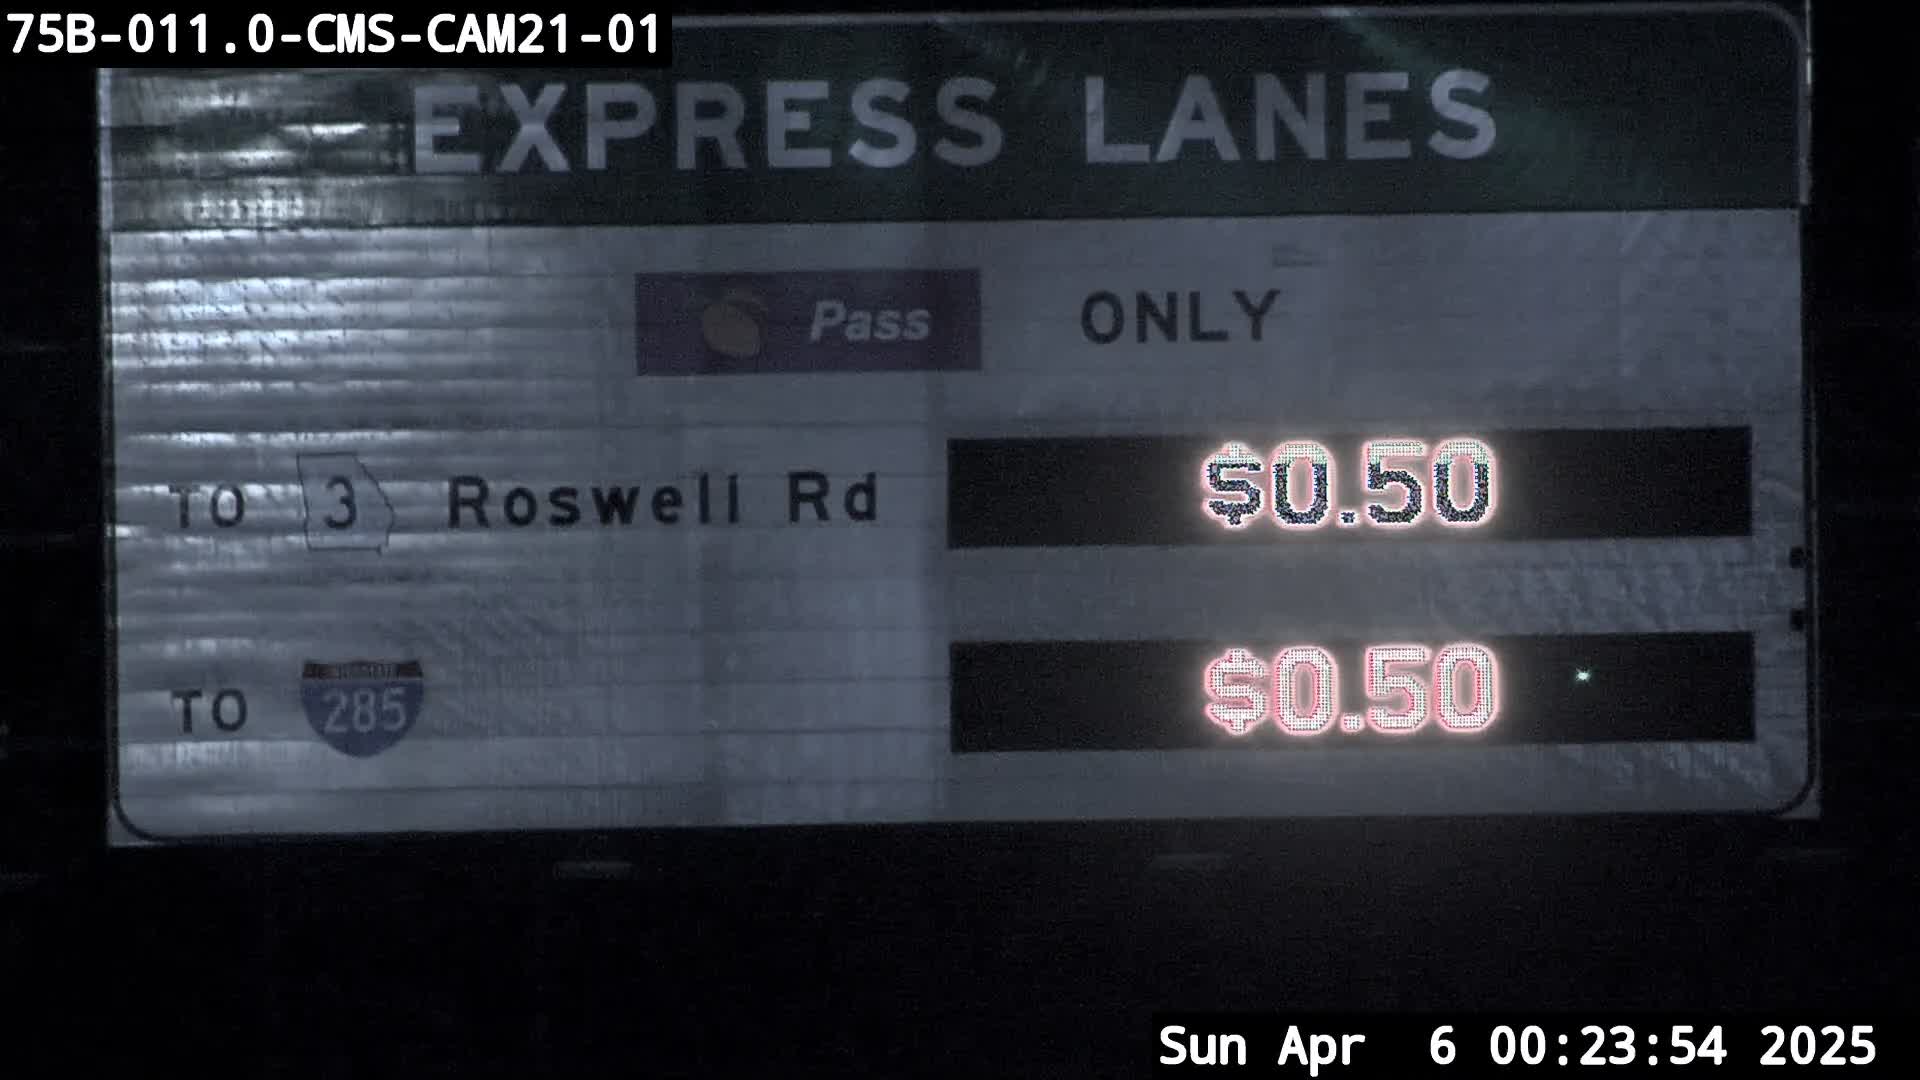 75B-011.0-CMS-CAM21-01
EXPRESS LANES
Pass ONLY
TO 3 Roswell Rd $0.50
TO INTERSTATE 285 $0.50
Sun Apr 6 00:23:54 2025